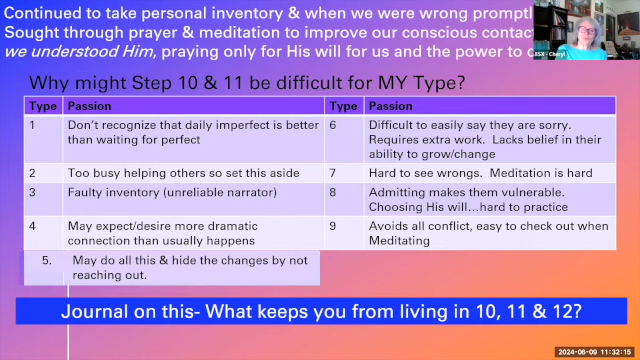 Continued to take personal inventory & when we were wrong promptl
Sought through prayer & meditation to improve our conscious contac
we understood Him, praying only for His will for us and the power to c
ESX - Cheryl
Why might Step 10 & 11 be difficult for MY Type?
Type Passion Type Passion
1 Don't recognize that daily imperfect is better than waiting for perfect
6 Difficult to easily say they are sorry. Requires extra work. Lacks belief in their ability to grow/change
2 Too busy helping others so set this aside
7 Hard to see wrongs. Meditation is hard
3 Faulty inventory (unreliable narrator)
8 Admitting makes them vulnerable. Choosing His will...hard to practice
4 May expect/desire more dramatic connection than usually happens
9 Avoids all conflict, easy to check out when Meditating
5. May do all this & hide the changes by not reaching out.
Journal on this- What keeps you from living in 10, 11 & 12?
2024-06-09 11:32:15